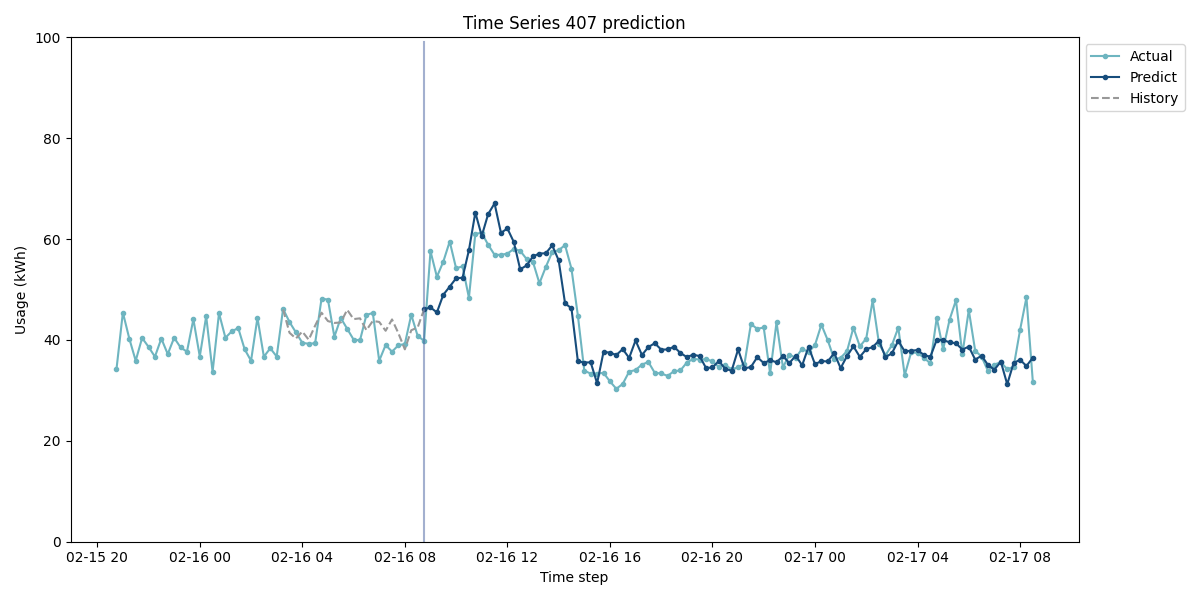 Time Series 407 prediction
100
80
60
40
20
0
Usage (kWh)
02-15 20
02-16 00
02-16 04
02-16 08
02-16 12
02-16 16
02-16 20
02-17 00
02-17 04
02-17 08
Time step
Actual
Predict
History